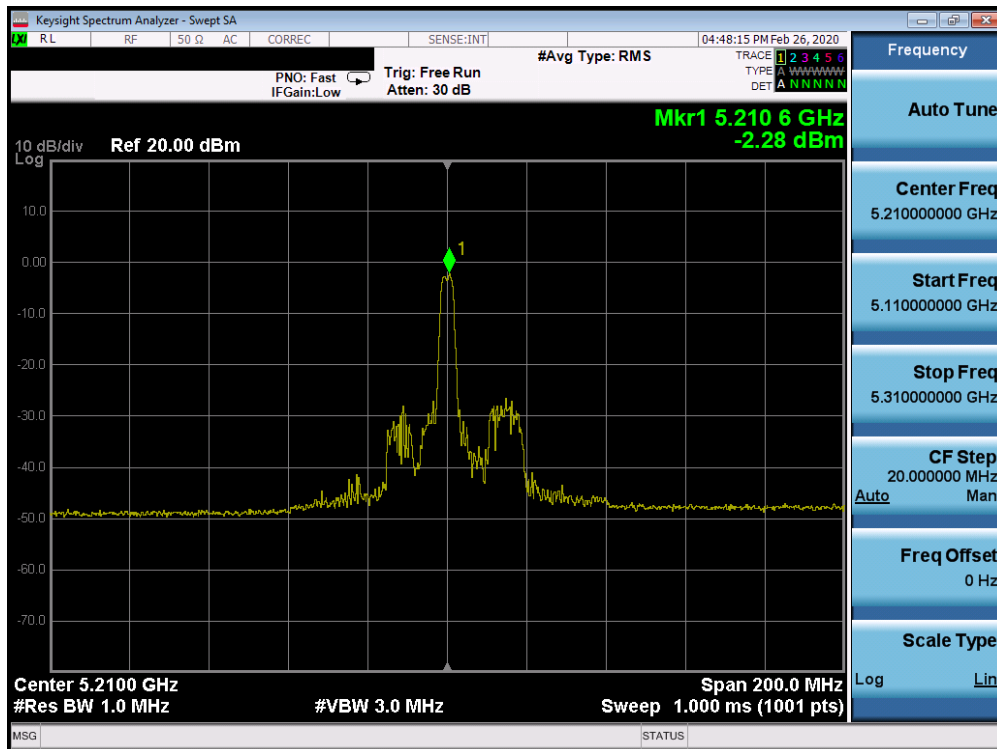 Keysight Spectrum Analyzer - Swept SA
LXI RL RF 50 Ω AC CORREC SENSE:INT 04:48:15 PM Feb 26, 2020
Frequency
#Avg Type: RMS
TRACE 1 2 3 4 5 6
PNO: Fast Trig: Free Run
TYPE A WWWWW
IFGain:Low Atten: 30 dB
DET A N N N N N
Auto Tune
Mkr1 5.210 6 GHz
-2.28 dBm
10 dB/div Ref 20.00 dBm
Log
10.0
0.00
-10.0
-20.0
-30.0
-40.0
-50.0
-60.0
-70.0
1
Center Freq
5.210000000 GHz
Start Freq
5.110000000 GHz
Stop Freq
5.310000000 GHz
CF Step
20.000000 MHz
Auto Man
Freq Offset
0 Hz
Scale Type
Log Lin
Center 5.2100 GHz Span 200.0 MHz
#Res BW 1.0 MHz #VBW 3.0 MHz Sweep 1.000 ms (1001 pts)
MSG STATUS